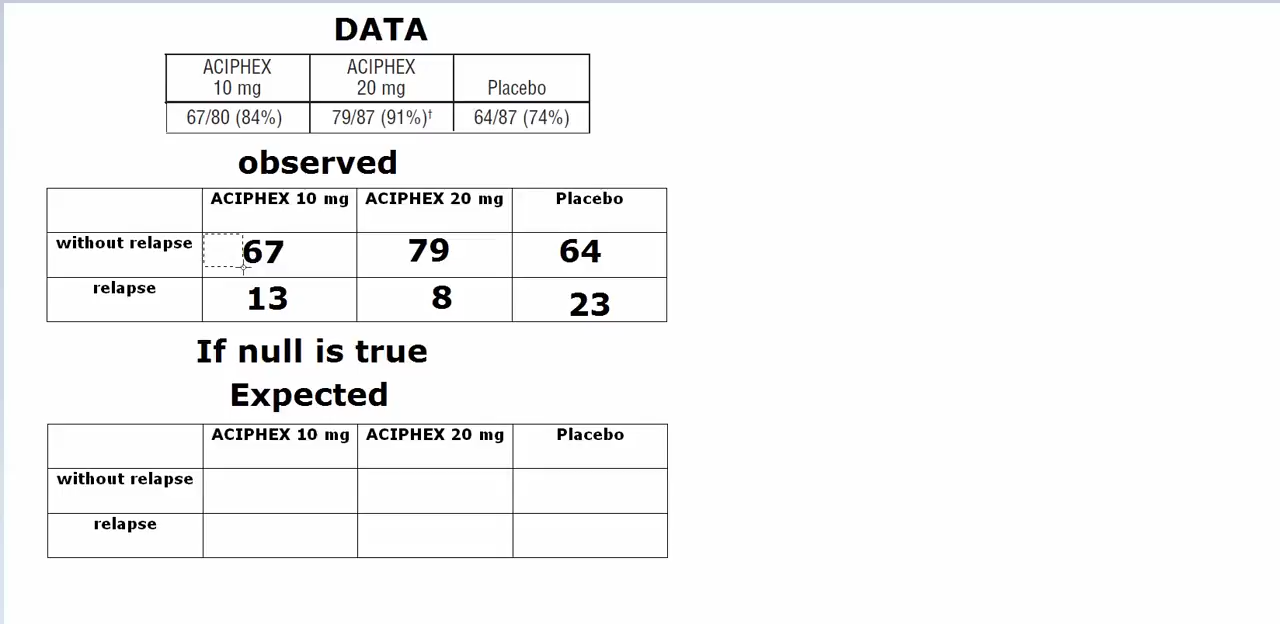 DATA
ACIPHEX 10 mg ACIPHEX 20 mg Placebo
67/80 (84%) 79/87 (91%)† 64/87 (74%)
observed
ACIPHEX 10 mg ACIPHEX 20 mg Placebo
without relapse 67 79 64
relapse 13 8 23
If null is true
Expected
ACIPHEX 10 mg ACIPHEX 20 mg Placebo
without relapse
relapse